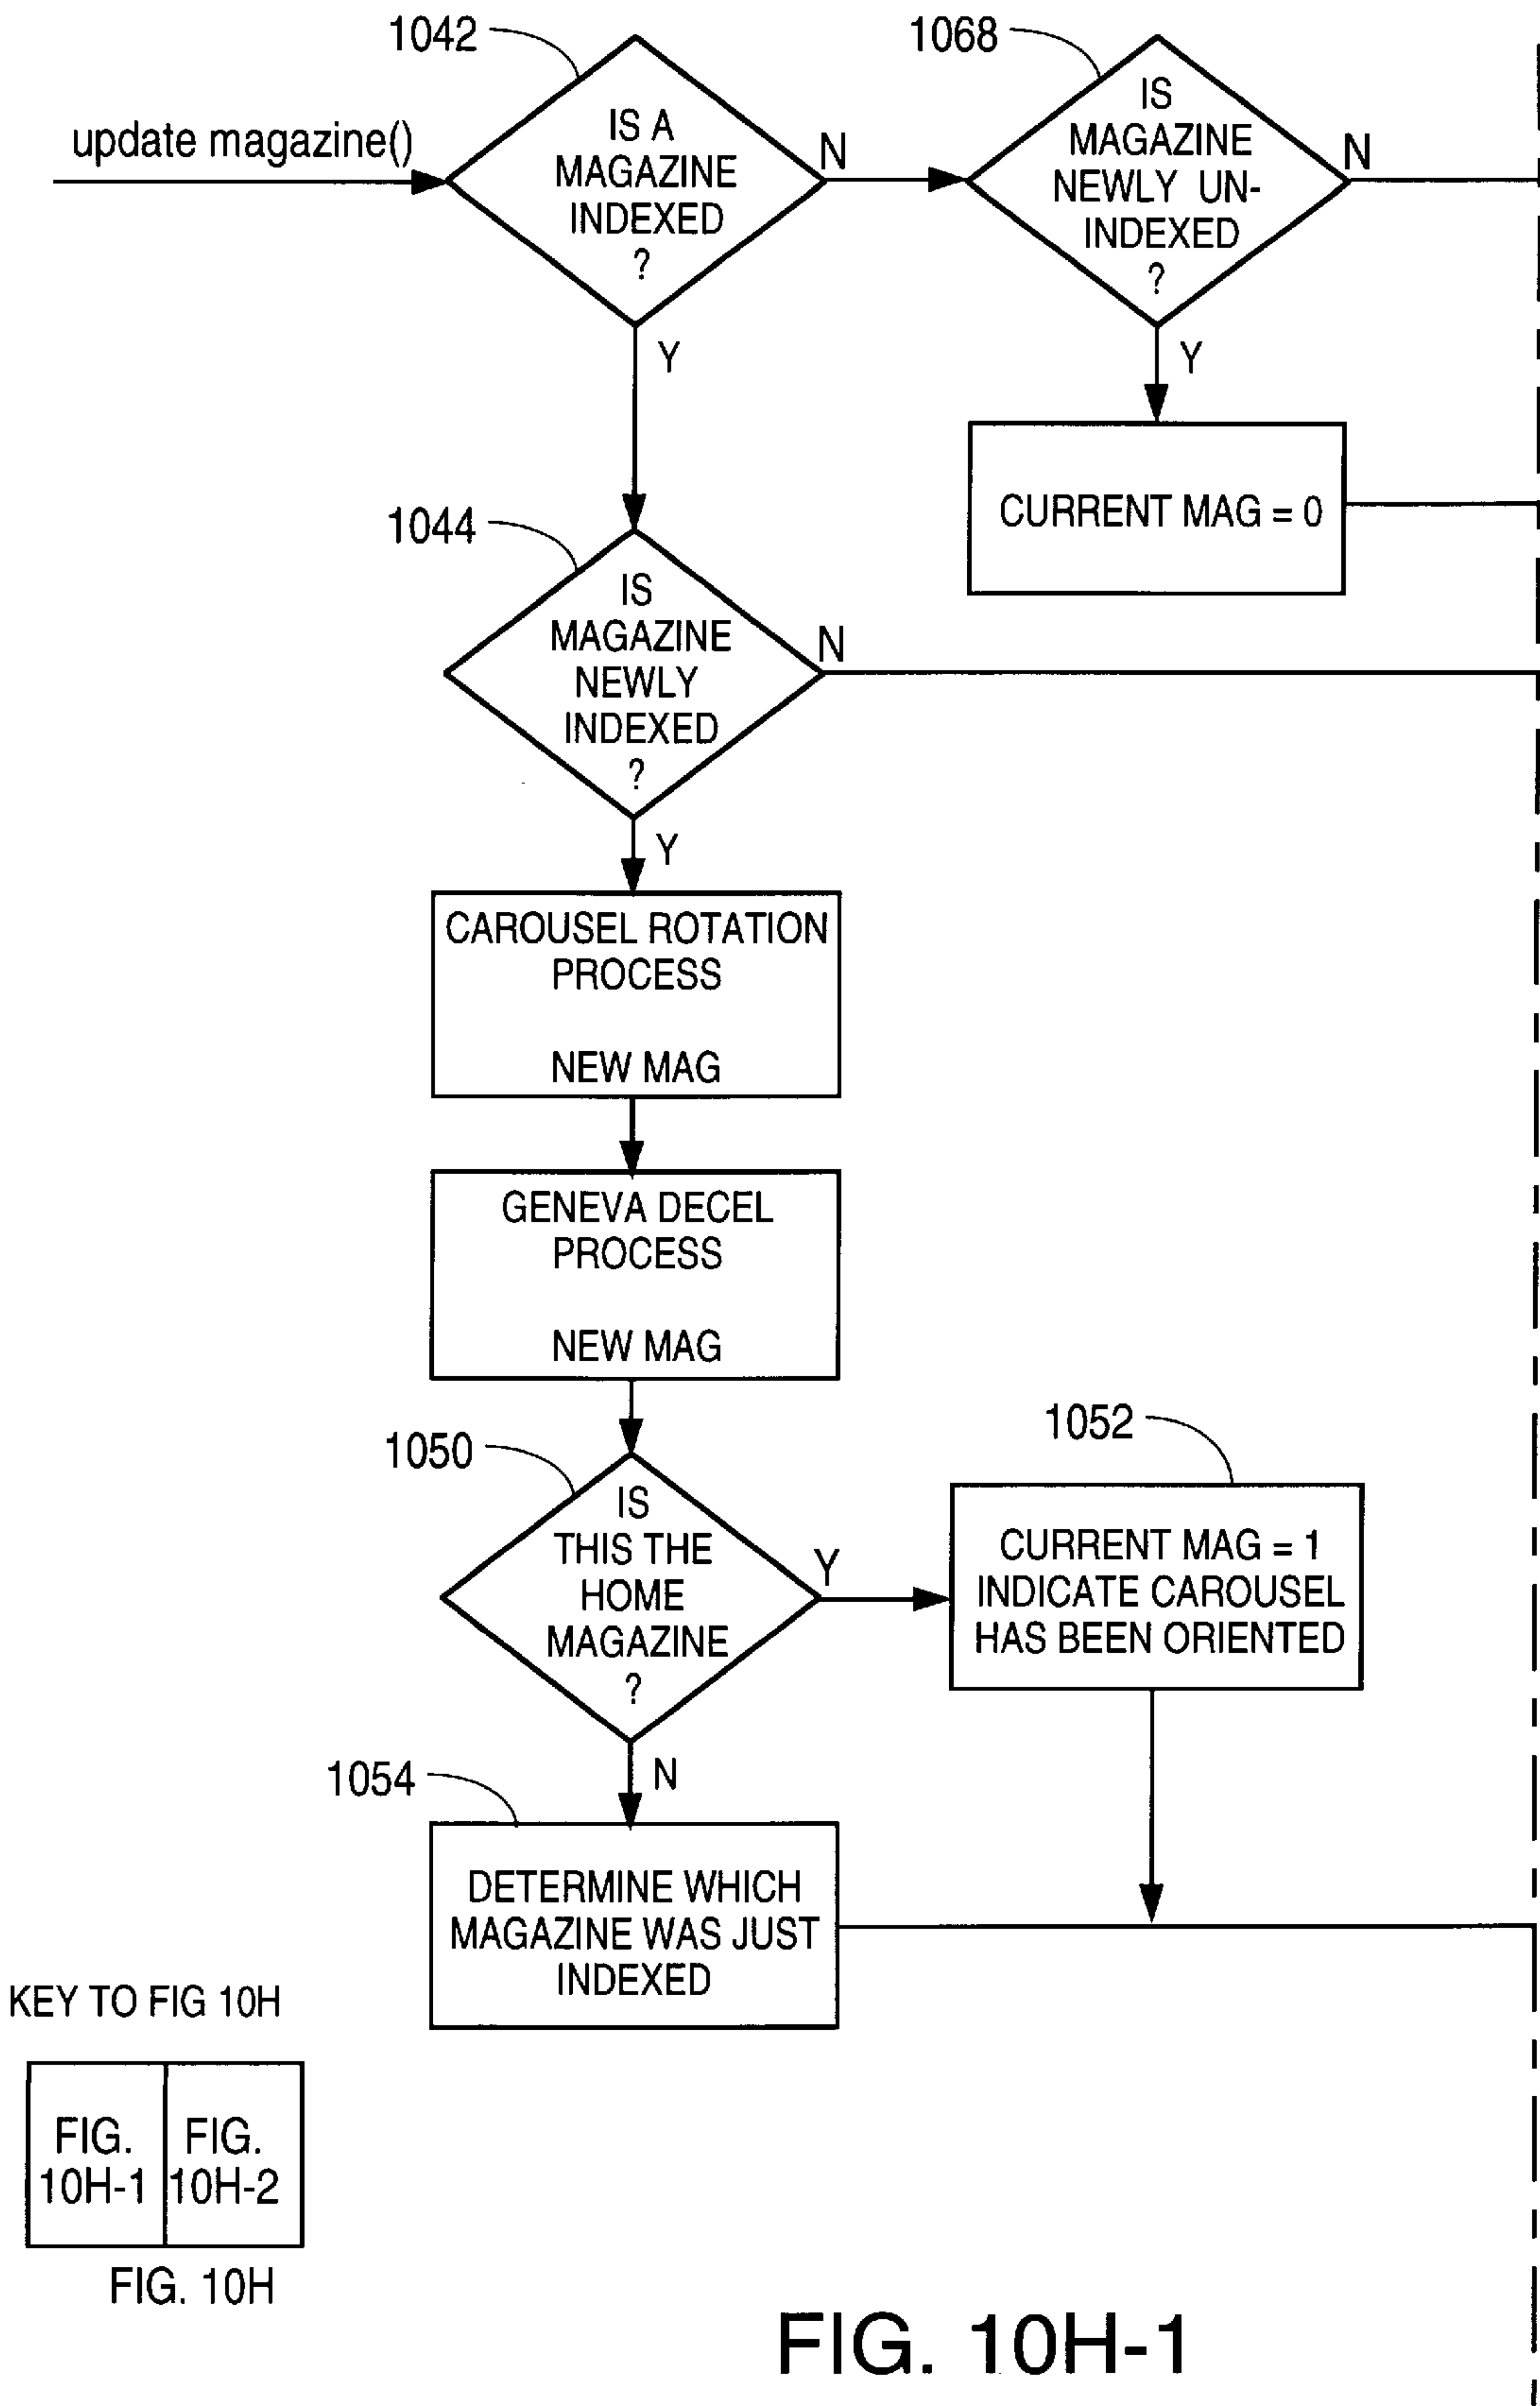 1042
1068
update magazine()
IS A
MAGAZINE
INDEXED
?
N
IS
MAGAZINE
NEWLY UN-
INDEXED
?
N
Y
Y
CURRENT MAG = 0
1044
IS
MAGAZINE
NEWLY
INDEXED
?
N
Y
CAROUSEL ROTATION
PROCESS
NEW MAG
GENEVA DECEL
PROCESS
NEW MAG
1050
IS
THIS THE
HOME
MAGAZINE
?
Y
1052
CURRENT MAG = 1
INDICATE CAROUSEL
HAS BEEN ORIENTED
N
1054
DETERMINE WHICH
MAGAZINE WAS JUST
INDEXED
KEY TO FIG 10H
FIG.
10H-1
FIG.
10H-2
FIG. 10H
FIG. 10H-1